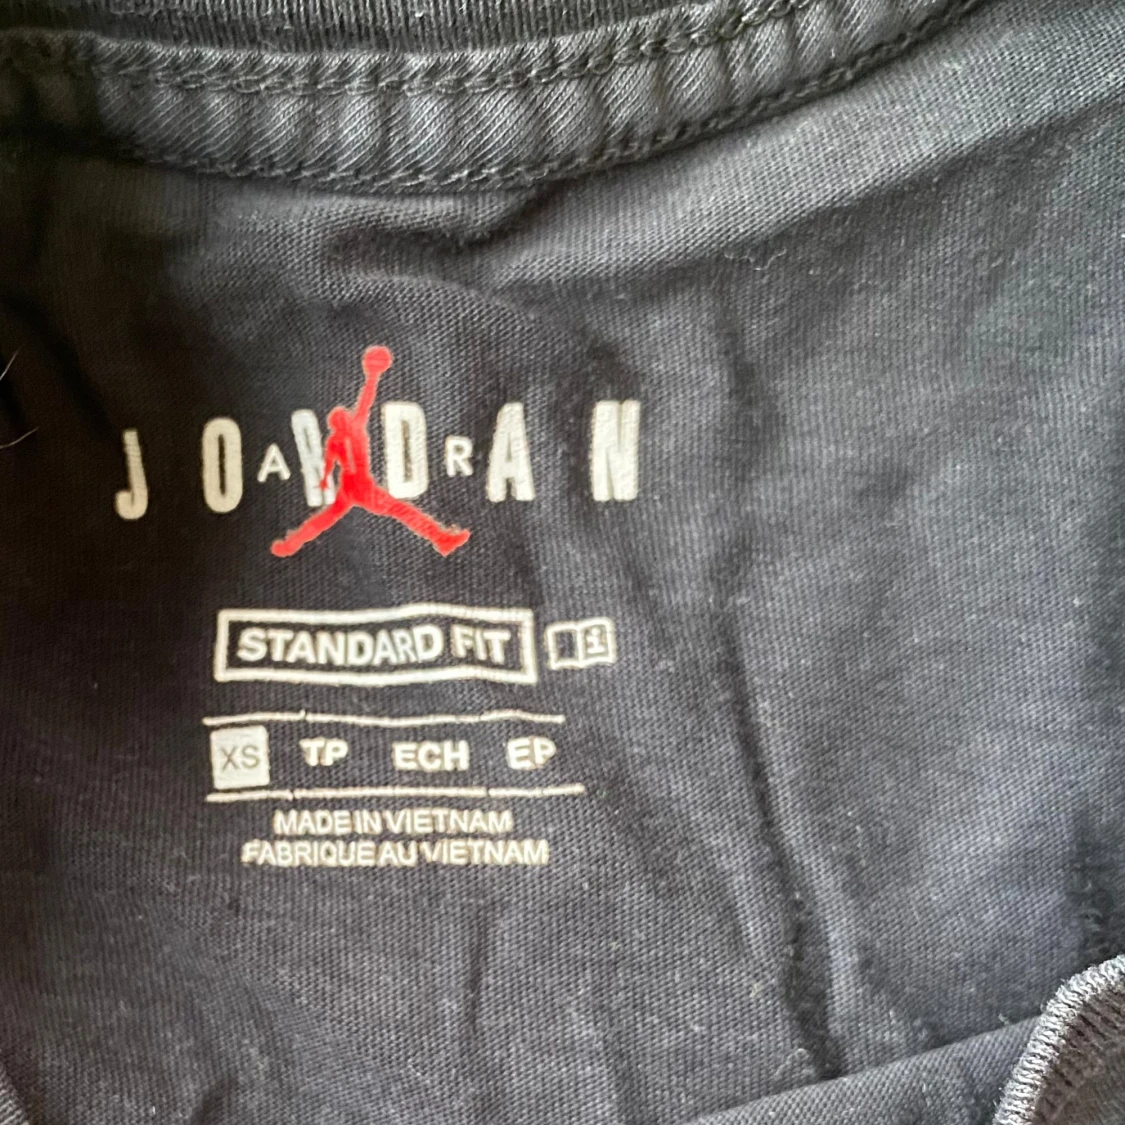 JORDAN
AIR
STANDARD FIT
XS TP ECH EP
MADE IN VIETNAM
FABRIQUE AU VIETNAM